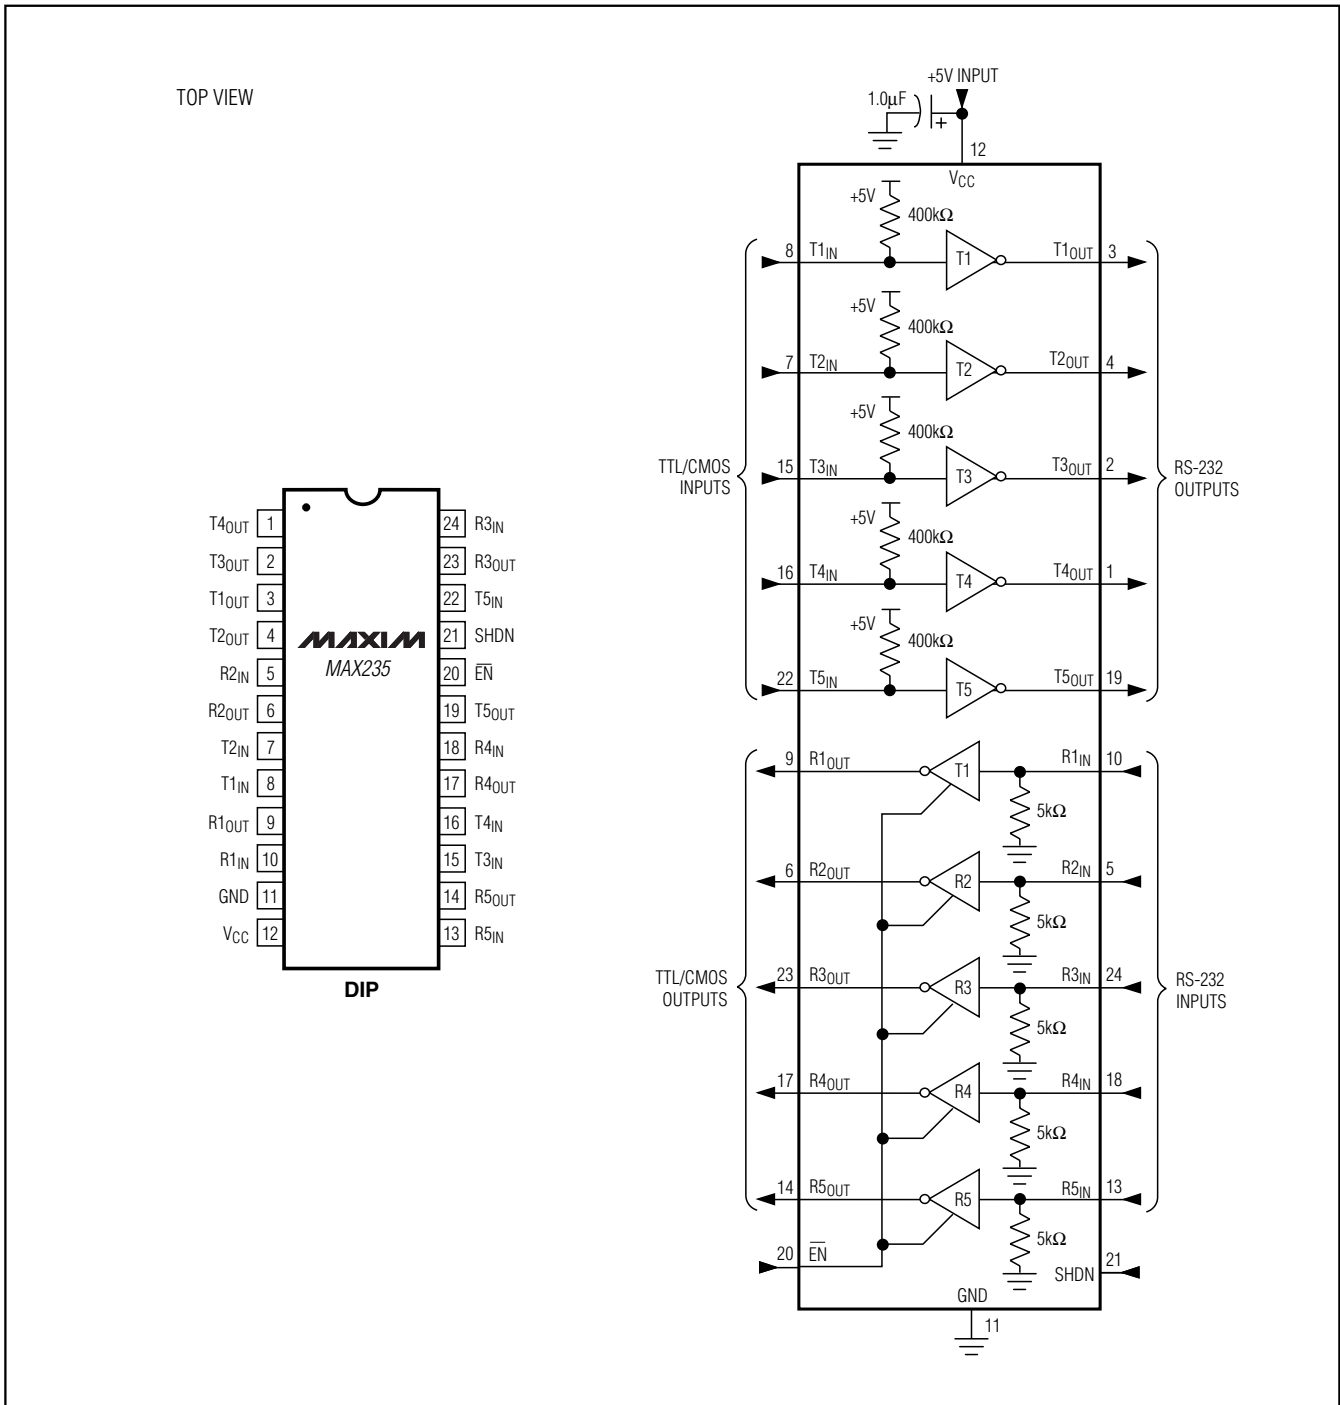 TOP VIEW
T4OUT 1
T3OUT 2
T1OUT 3
T2OUT 4
R2IN 5
R2OUT 6
T2IN 7
T1IN 8
R1OUT 9
R1IN 10
GND 11
VCC 12
24 R3IN
23 R3OUT
22 T5IN
21 SHDN
20 E̅N̅
19 T5OUT
18 R4IN
17 R4OUT
16 T4IN
15 T3IN
14 R5OUT
13 R5IN
MAXIM
MAX235
DIP
+5V INPUT
1.0μF
+
12
VCC
+5V
400kΩ
8 T1IN T1 T1OUT 3
+5V
400kΩ
7 T2IN T2 T2OUT 4
+5V
400kΩ
15 T3IN T3 T3OUT 2
+5V
400kΩ
16 T4IN T4 T4OUT 1
+5V
400kΩ
22 T5IN T5 T5OUT 19
TTL/CMOS
INPUTS
RS-232
OUTPUTS
9 R1OUT T1 R1IN 10
5kΩ
6 R2OUT R2 R2IN 5
5kΩ
23 R3OUT R3 R3IN 24
5kΩ
17 R4OUT R4 R4IN 18
5kΩ
14 R5OUT R5 R5IN 13
5kΩ
TTL/CMOS
OUTPUTS
RS-232
INPUTS
20 E̅N̅
SHDN 21
GND
11